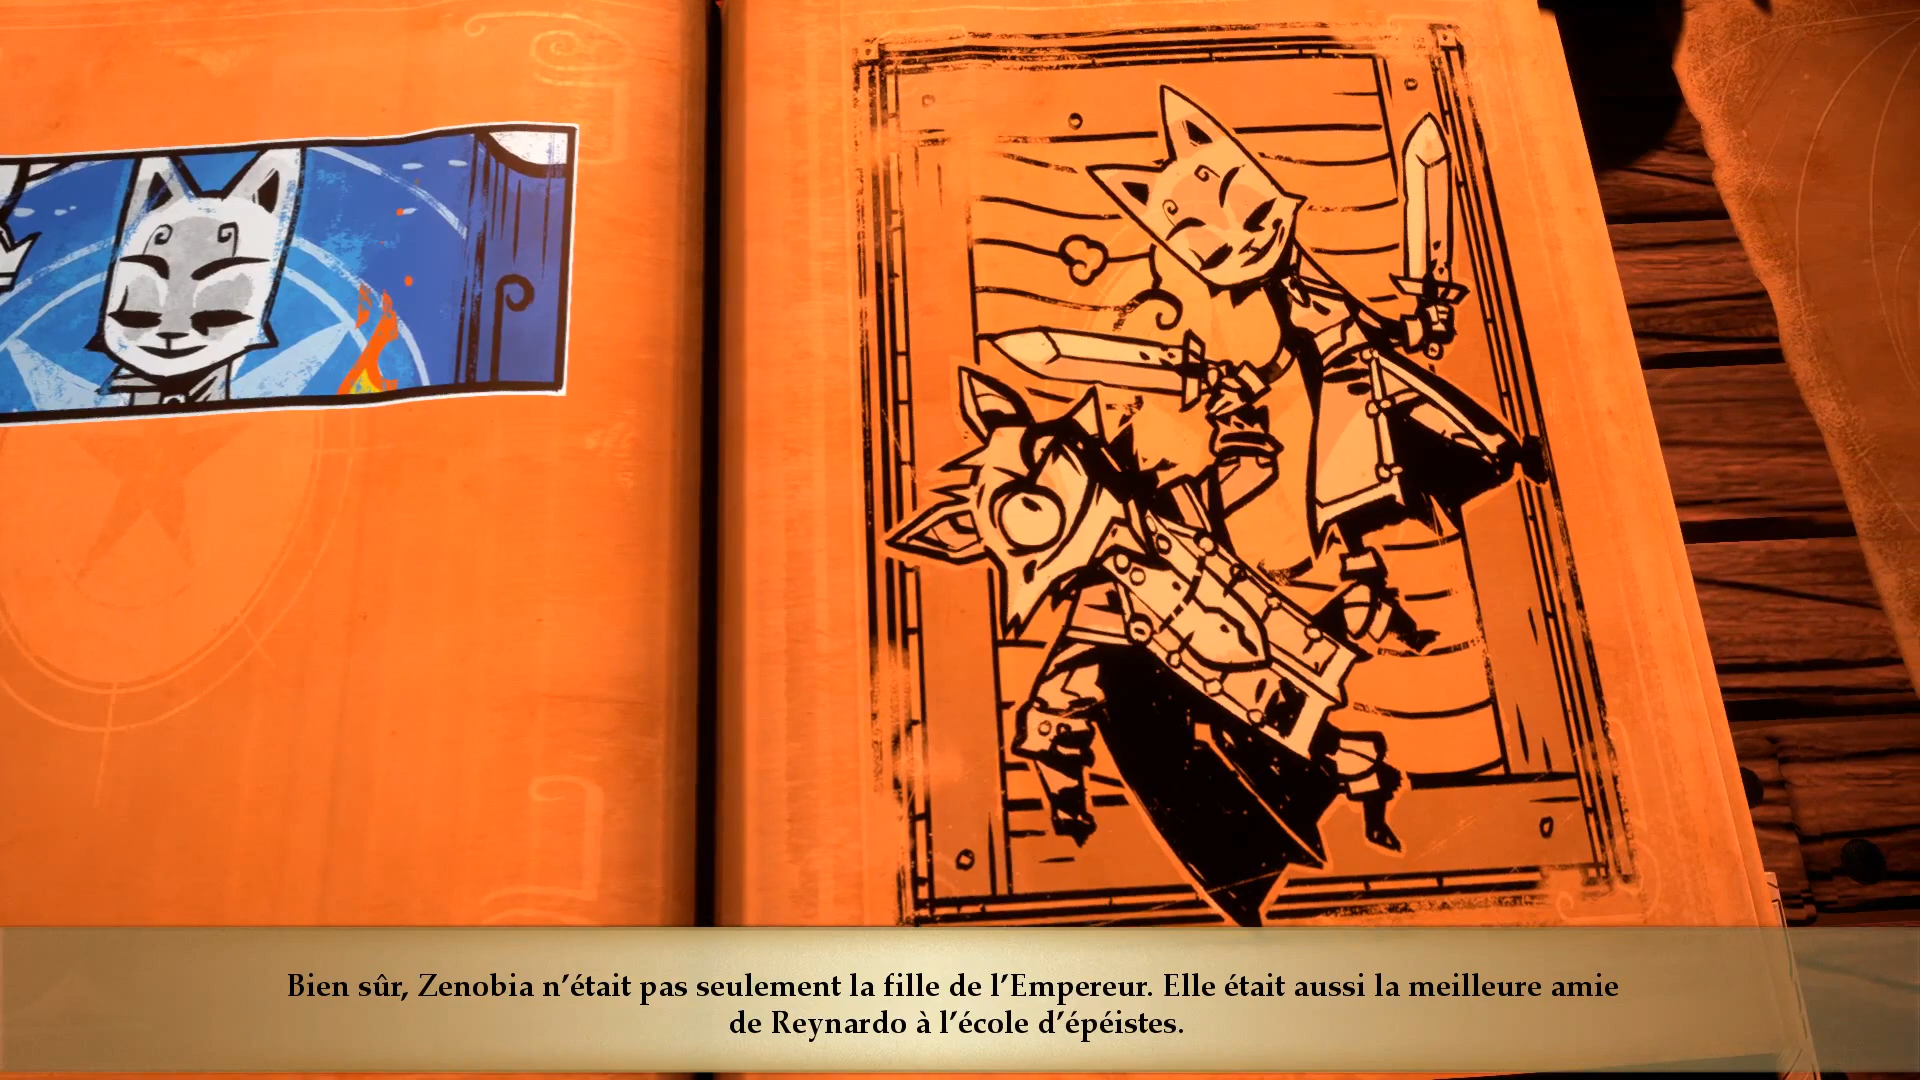 Bien sûr, Zenobia n’était pas seulement la fille de l’Empereur. Elle était aussi la meilleure amie
de Reynardo à l’école d’épéistes.